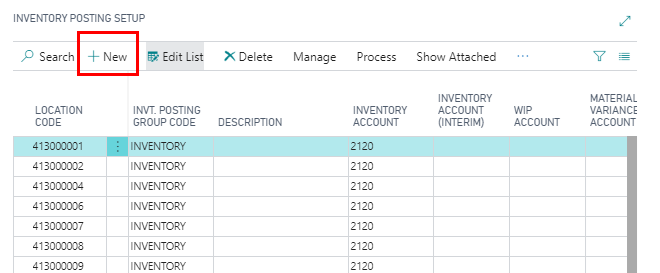 INVENTORY POSTING SETUP
Search + New Edit List Delete Manage Process Show Attached ...
LOCATION CODE INVT. POSTING GROUP CODE DESCRIPTION INVENTORY ACCOUNT INVENTORY ACCOUNT (INTERIM) WIP ACCOUNT MATERIAL VARIANCE ACCOUNT
413000001 INVENTORY 2120
413000002 INVENTORY 2120
413000004 INVENTORY 2120
413000006 INVENTORY 2120
413000007 INVENTORY 2120
413000008 INVENTORY 2120
413000009 INVENTORY 2120